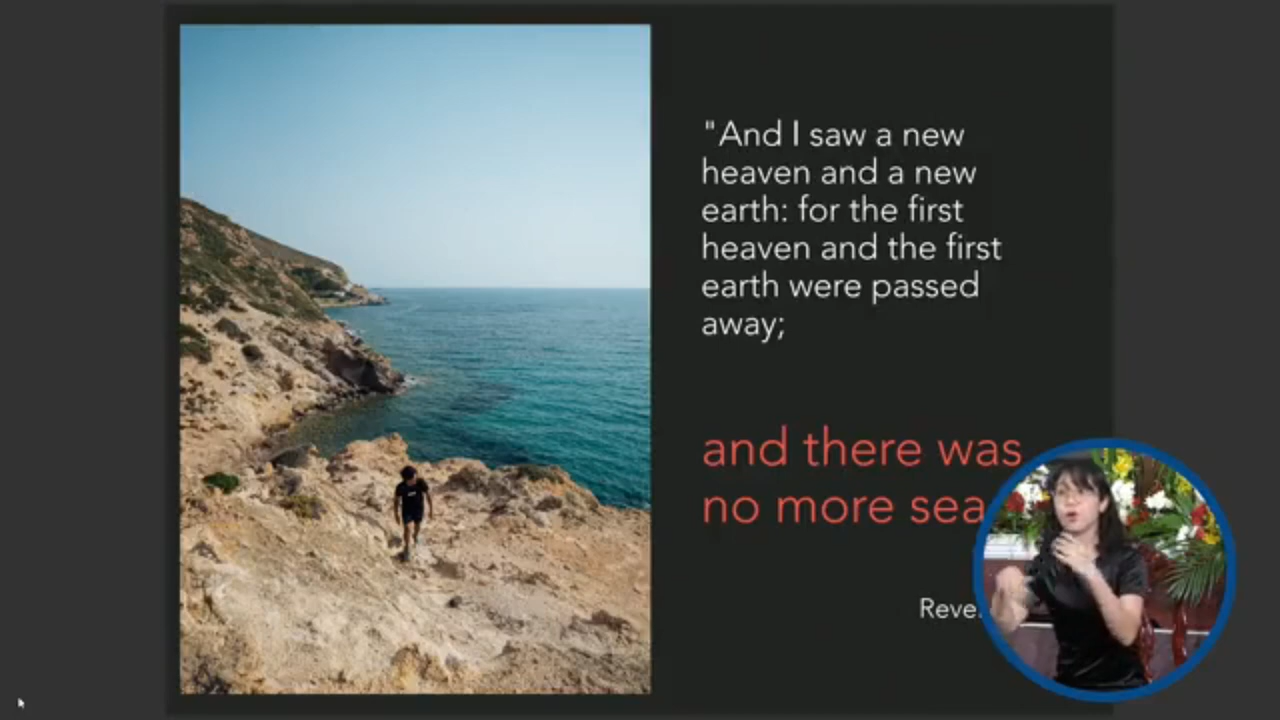 "And I saw a new
heaven and a new
earth: for the first
heaven and the first
earth were passed
away;
and there was
no more sea